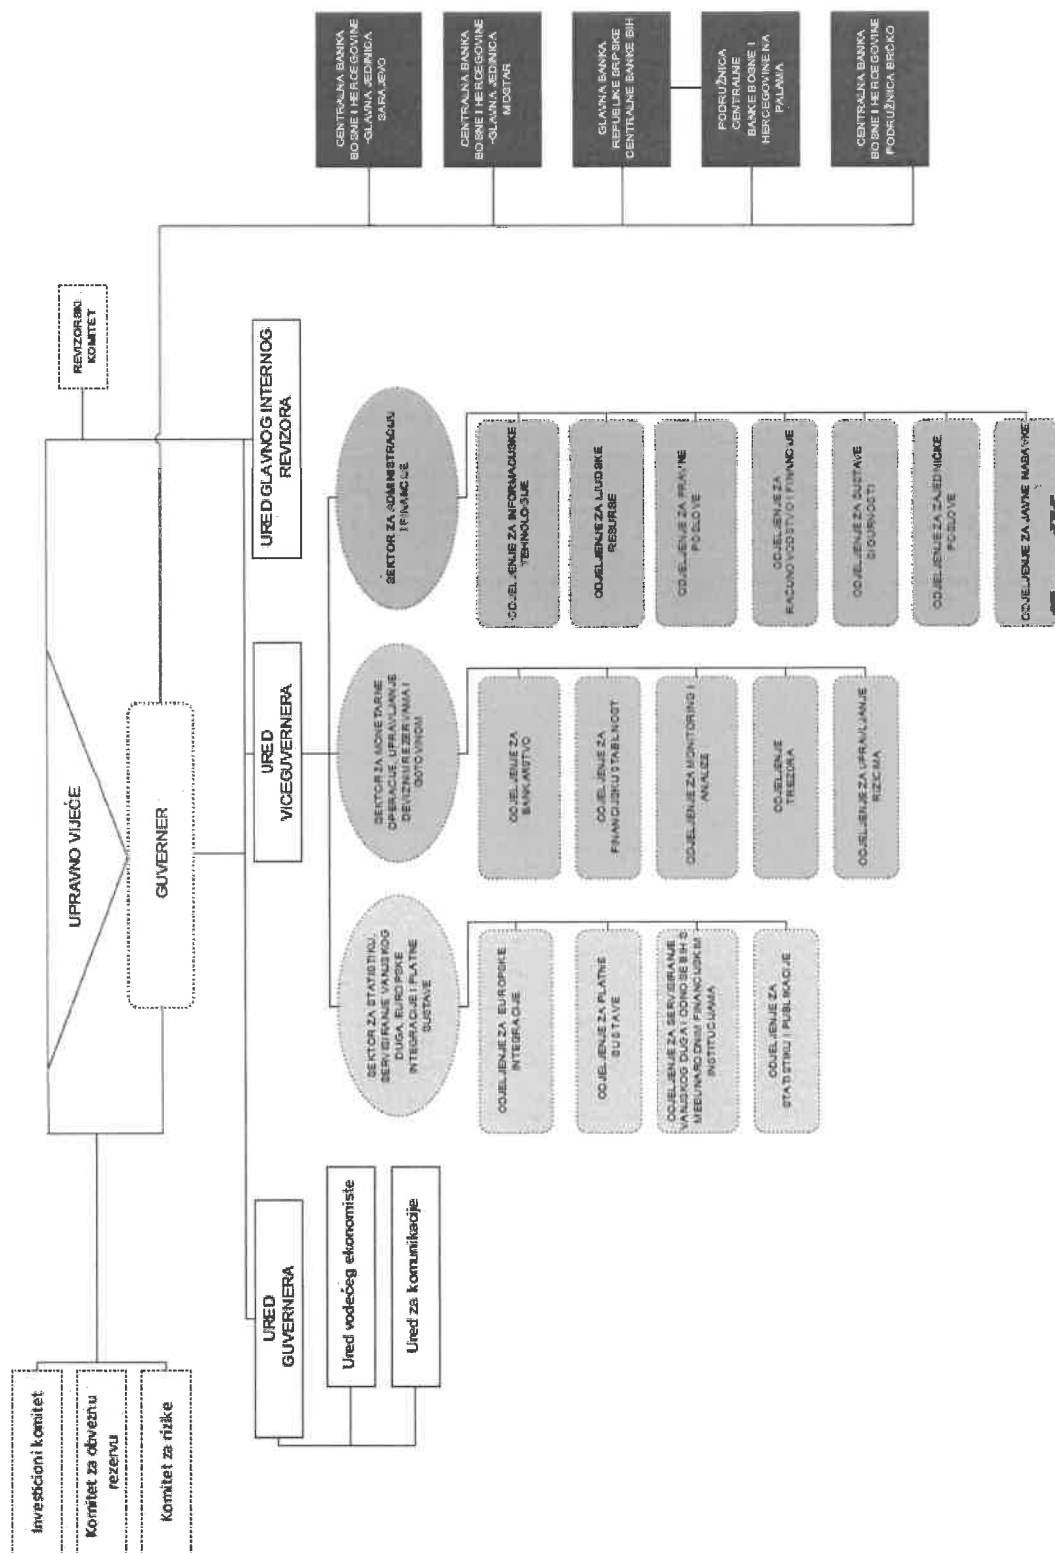 UPRAVNO VIJEĆE
GUVERNER
REVIZORSKI
KOMITET
Investicioni komitet
Komitet za obveznu
rezervu
Komitet za rizike
URED
GUVERNERA
Ured vodećeg ekonomiste
Ured za komunikacije
URED
VICEGUVERNERA
URED GLAVNOG INTERNOG
REVIZORA
SEKTOR ZA STATISTIKU,
SERVISIRANJE VANJSKOG
DUGA, EUROPSKE
INTEGRACIJE I PLATNE
SUSTAVE
ODJELJENJE ZA EUROPSKE
INTEGRACIJE
ODJELJENJE ZA PLATNE
SUSTAVE
ODJELJENJE ZA SERVISIRANJE
VANJSKOG DUGA I ODNOSE BIH S
MEĐUNARODNIM FINANCIJSKIM
INSTITUCIJAMA
ODJELJENJE ZA
STATISTIKU I PUBLIKACIJE
SEKTOR ZA MONETARNE
OPERACIJE, UPRAVLJANJE
DEVIZNIM REZERVAMA I
GOTOVINOM
ODJELJENJE ZA
BANKARSTVO
ODJELJENJE ZA
FINANCIJSKU STABILNOST
ODJELJENJE ZA MONITORING I
ANALIZE
ODJELJENJE
TREZORA
ODJELJENJE ZA UPRAVLJANJE
RIZICIMA
SEKTOR ZA ADMINISTRACIJU
I FINANCIJE
ODJELJENJE ZA INFORMACIJSKE
TEHNOLOGIJE
ODJELJENJE ZA LJUDSKE
RESURSE
ODJELJENJE ZA PRAVNE
POSLOVE
ODJELJENJE ZA
RAČUNOVODSTVO I FINANCIJE
ODJELJENJE ZA SUSTAVE
SIGURNOSTI
ODJELJENJE ZA ZAJEDNIČKE
POSLOVE
ODJELJENJE ZA JAVNE NABAVKE
CENTRALNA BANKA
BOSNE I HERCEGOVINE
-GLAVNA JEDINICA
SARAJEVO
CENTRALNA BANKA
BOSNE I HERCEGOVINE
-GLAVNA JEDINICA
MOSTAR
GLAVNA BANKA
REPUBLIKE SRPSKE
CENTRALNE BANKE BIH
PODRUŽNICA
CENTRALNE
BANKE BOSNE I
HERCEGOVINE NA
PALAMA
CENTRALNA BANKA
BOSNE I HERCEGOVINE
PODRUŽNICA BRČKO